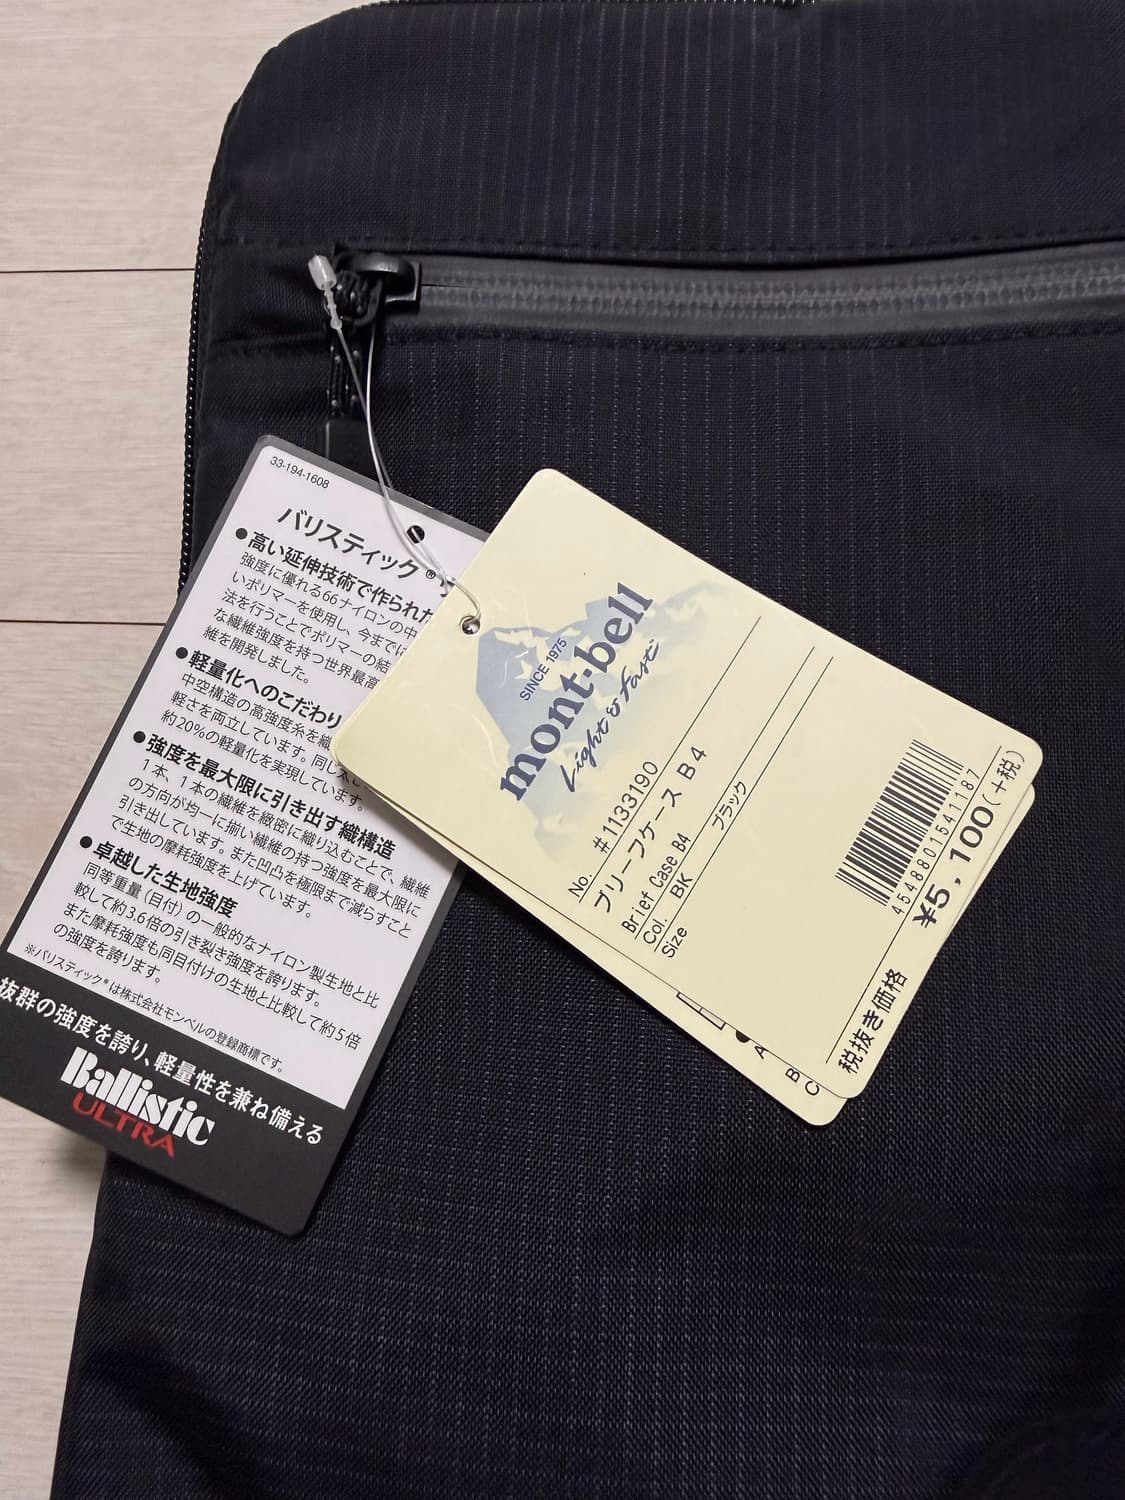 33-194-1608
バリスティック®
●高い延伸技術で作られた
強度に優れる66ナイロンの中
いポリマーを使用し、今までに
法を行うことでポリマーの結
な繊維強度を持つ世界最高
維を開発しました。
●軽量化へのこだわり
中空構造の高強度糸を織
軽さを両立しています。同じ太さ
約20%の軽量化を実現しています。
●強度を最大限に引き出す織構造
1本、1本の繊維を緻密に織り込むことで、繊維
の方向が均一に揃い繊維の持つ強度を最大限に
引き出しています。また凹凸を極限まで減らすこと
で生地の摩耗強度を上げています。
●卓越した生地強度
同等重量（目付）の一般的なナイロン製生地と比
較して約3.6倍の引き裂き強度を誇ります。
また摩耗強度も同目付けの生地と比較して約5倍
の強度を誇ります。
※バリスティック®は株式会社モンベルの登録商標です。
抜群の強度を誇り、軽量性を兼ね備える
Ballistic
ULTRA
SINCE 1975
mont-bell
Light & Fast
No. #1133190
ブリーフケース B4
Brief Case B4
Col. BK ブラック
Size
4548801541187
税抜き価格 ¥5,100(+税)
A
B
C